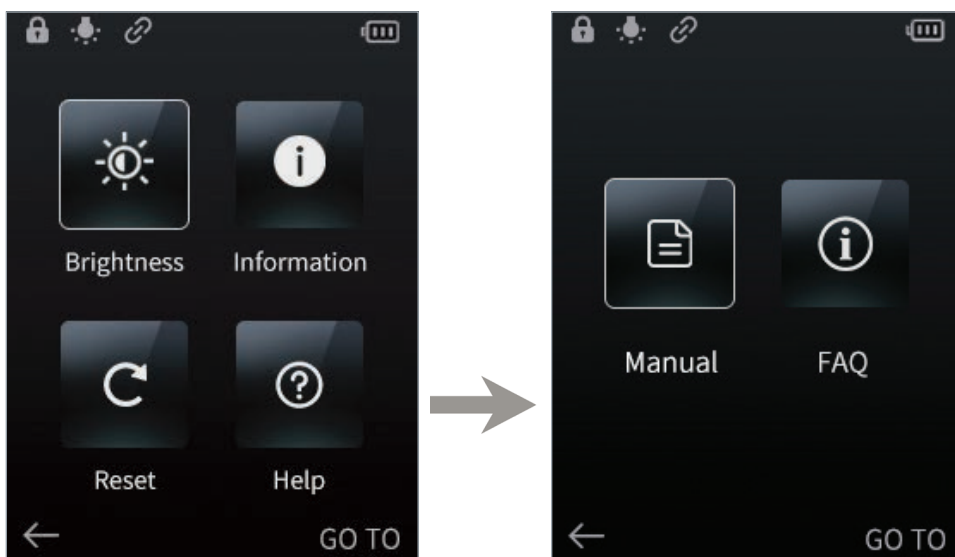 Brightness Information
Reset Help
GO TO
Manual FAQ
GO TO